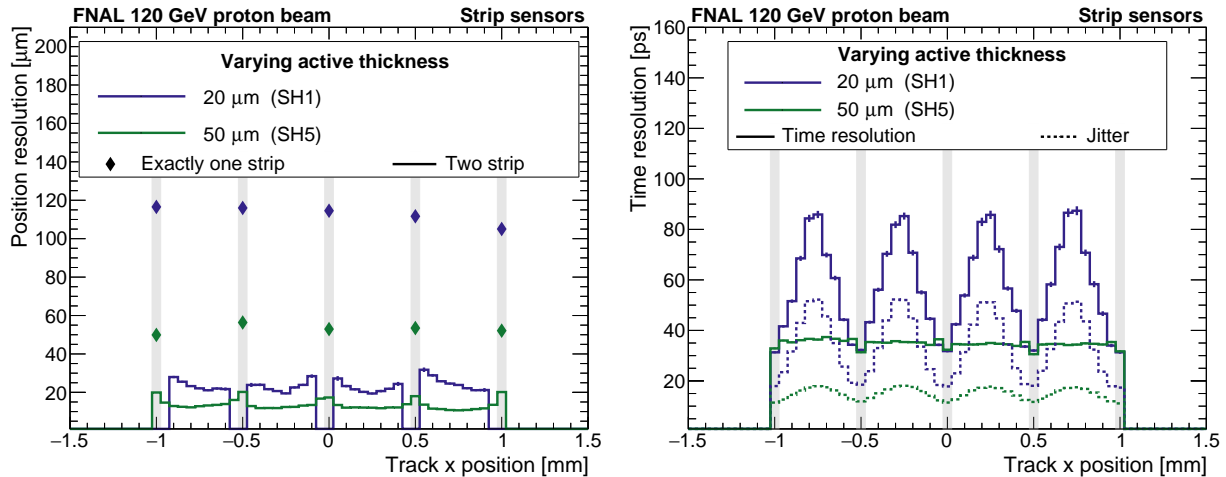 FNAL 120 GeV proton beam Strip sensors
Position resolution [μm]
200
180
160
140
120
100
80
60
40
20
Varying active thickness
20 μm (SH1)
50 μm (SH5)
Exactly one strip Two strip
−1.5 −1 −0.5 0 0.5 1 1.5
Track x position [mm]
FNAL 120 GeV proton beam Strip sensors
Time resolution [ps]
160
140
120
100
80
60
40
20
Varying active thickness
20 μm (SH1)
50 μm (SH5)
Time resolution Jitter
−1.5 −1 −0.5 0 0.5 1 1.5
Track x position [mm]